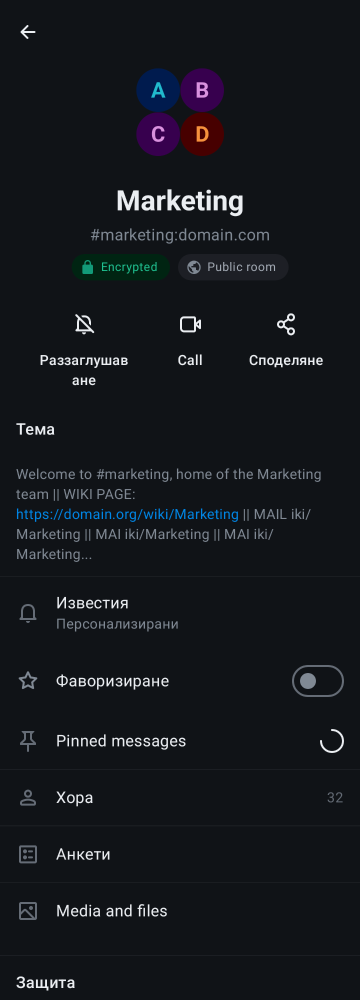 A B
C D
Marketing
#marketing:domain.com
Encrypted Public room
Раззаглушав
ане
Call
Споделяне
Тема
Welcome to #marketing, home of the Marketing
team || WIKI PAGE:
https://domain.org/wiki/Marketing || MAIL iki/
Marketing || MAI iki/Marketing || MAI iki/
Marketing...
Известия
Персонализирани
Фаворизиране
Pinned messages
Хора 32
Анкети
Media and files
Защита